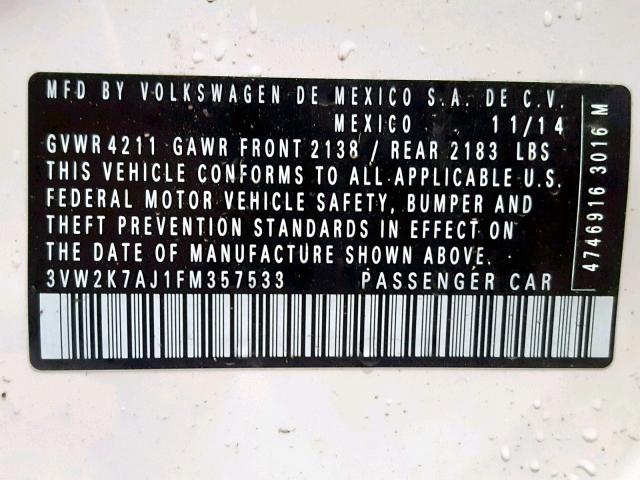 MFD BY VOLKSWAGEN DE MEXICO S.A. DE C.V.
MEXICO 11/14
GVWR 4211 GAWR FRONT 2138 / REAR 2183 LBS
THIS VEHICLE CONFORMS TO ALL APPLICABLE U.S.
FEDERAL MOTOR VEHICLE SAFETY, BUMPER AND
THEFT PREVENTION STANDARDS IN EFFECT ON
THE DATE OF MANUFACTURE SHOWN ABOVE.
3VW2K7AJ1FM357533 PASSENGER CAR
4746916 3016 M